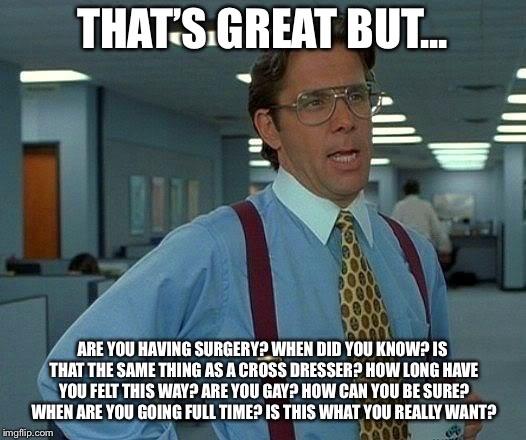 THAT'S GREAT BUT...
ARE YOU HAVING SURGERY? WHEN DID YOU KNOW? IS
THAT THE SAME THING AS A CROSS DRESSER? HOW LONG HAVE
YOU FELT THIS WAY? ARE YOU GAY? HOW CAN YOU BE SURE?
WHEN ARE YOU GOING FULL TIME? IS THIS WHAT YOU REALLY WANT?
imgflip.com